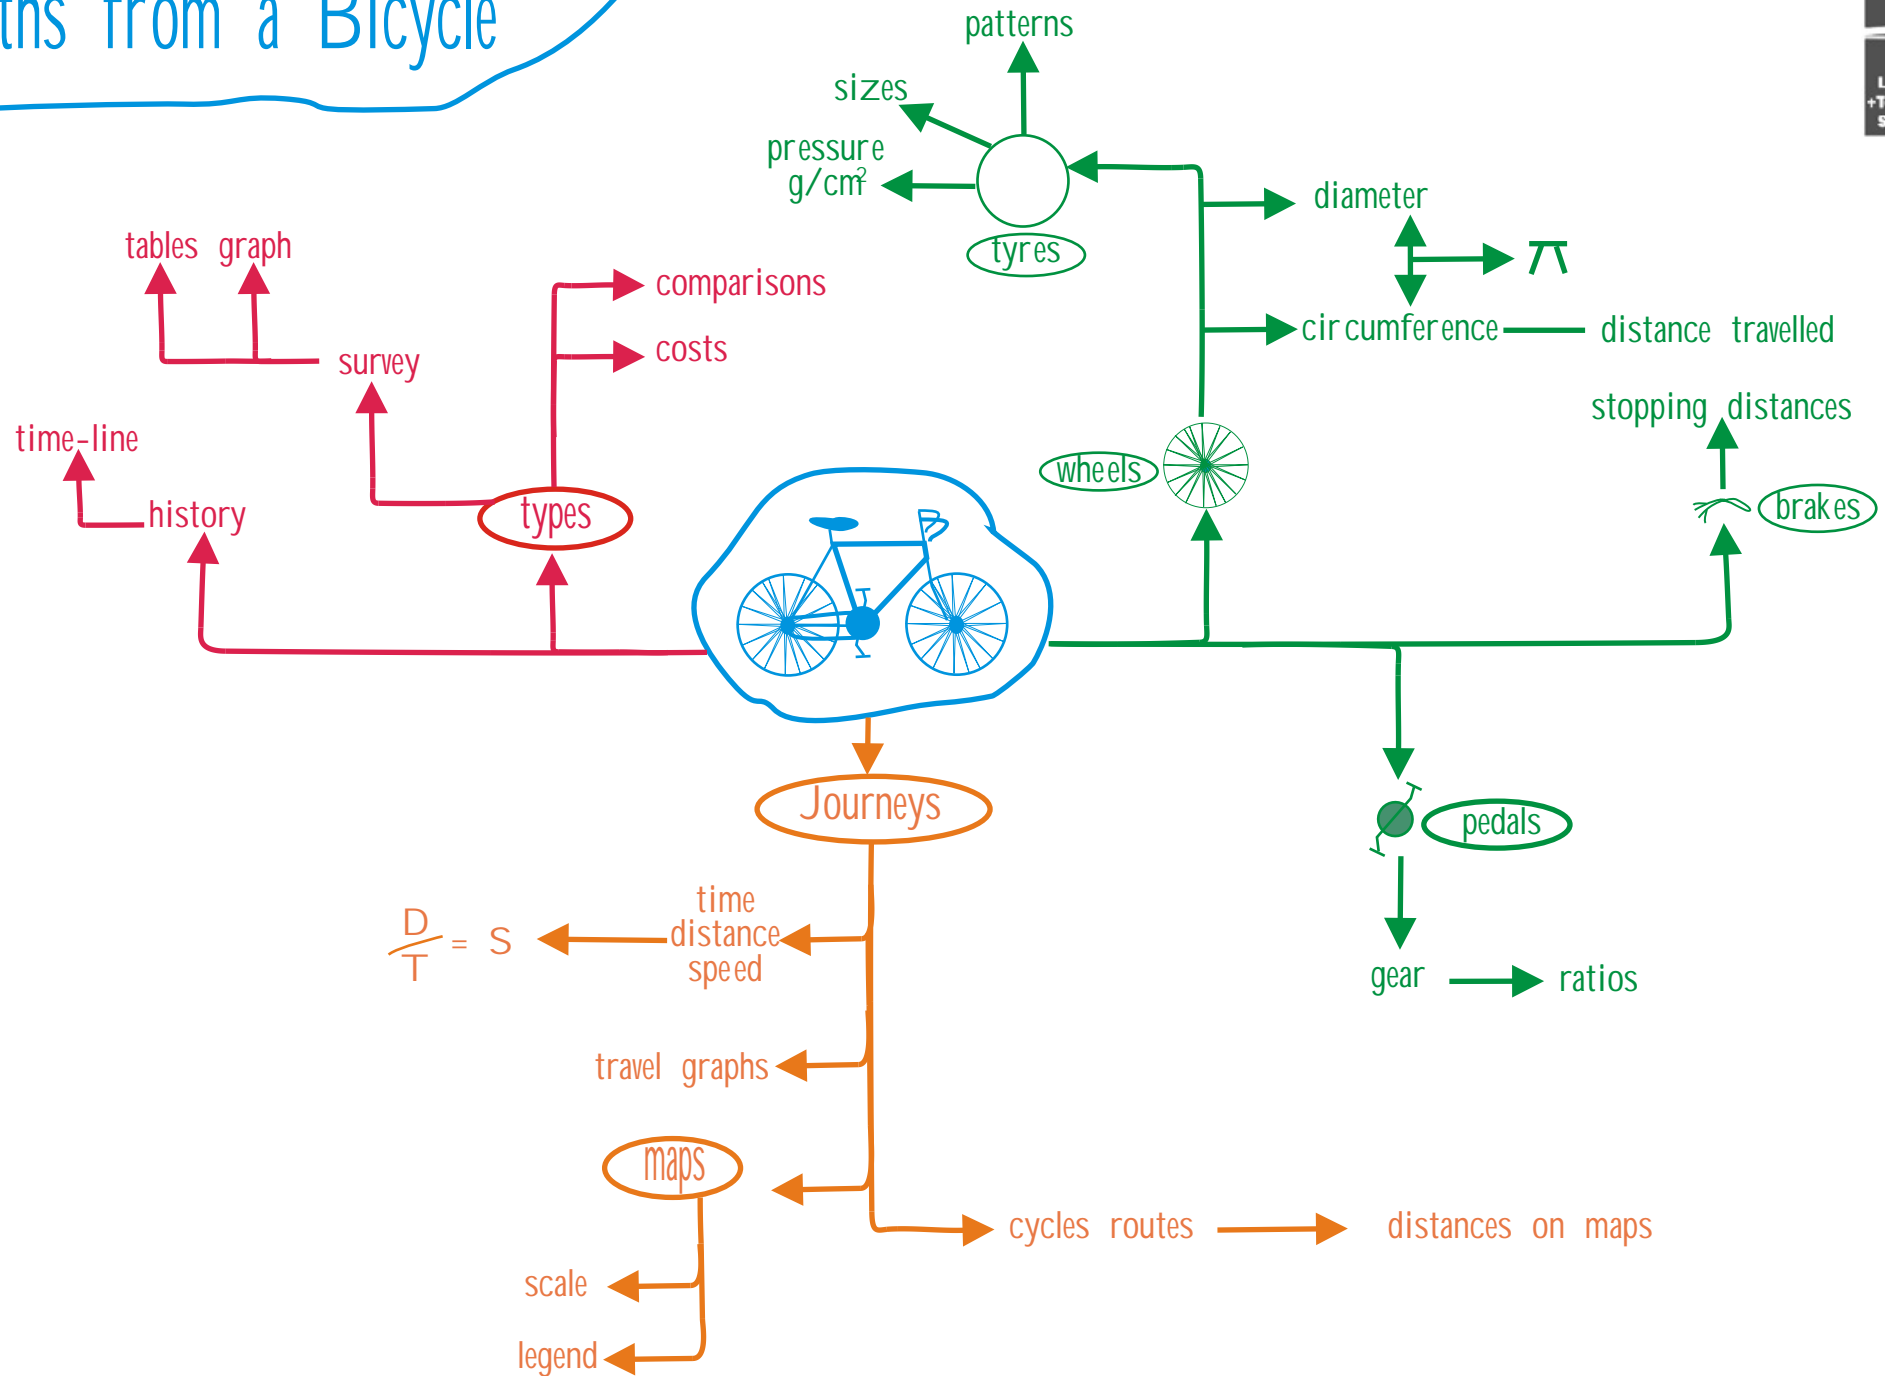 ths from a Bicycle
patterns
sizes
pressure
g/cm²
tyres
diameter
π
circumference
distance travelled
tables graph
comparisons
costs
survey
time-line
history
types
wheels
stopping distances
brakes
Journeys
pedals
time
distance
speed
D
T
= S
gear
ratios
travel graphs
maps
cycles routes
distances on maps
scale
legend